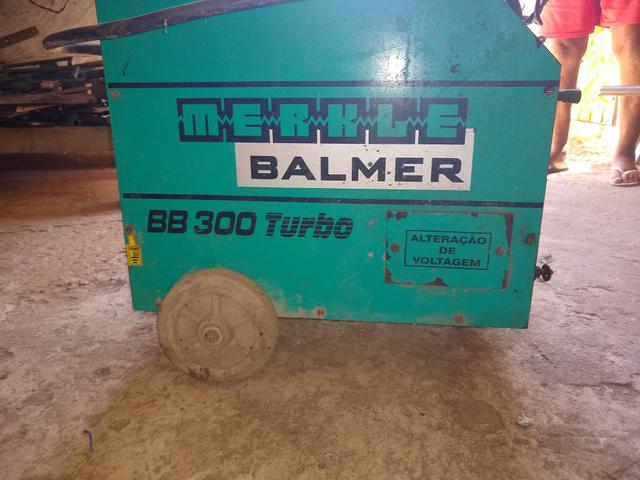 MERKLE
BALMER
BB 300 Turbo
ALTERAÇÃO
DE
VOLTAGEM